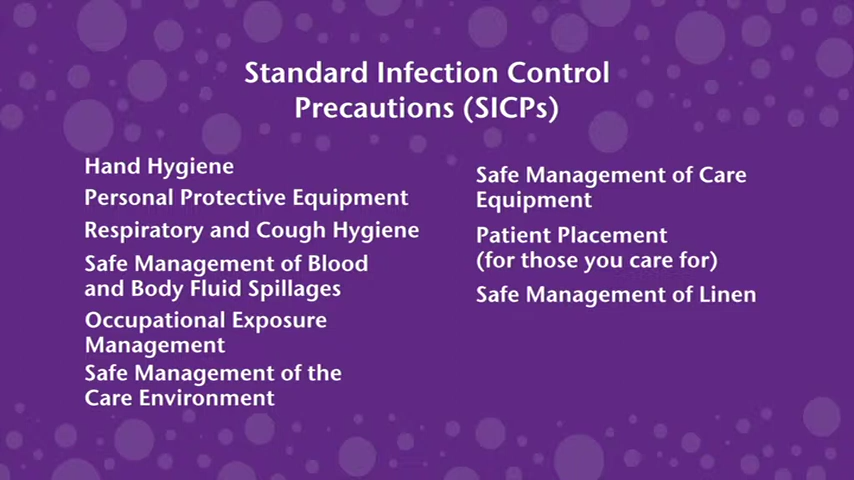 Standard Infection Control
Precautions (SICPs)
Hand Hygiene
Personal Protective Equipment
Respiratory and Cough Hygiene
Safe Management of Blood
and Body Fluid Spillages
Occupational Exposure
Management
Safe Management of the
Care Environment
Safe Management of Care
Equipment
Patient Placement
(for those you care for)
Safe Management of Linen